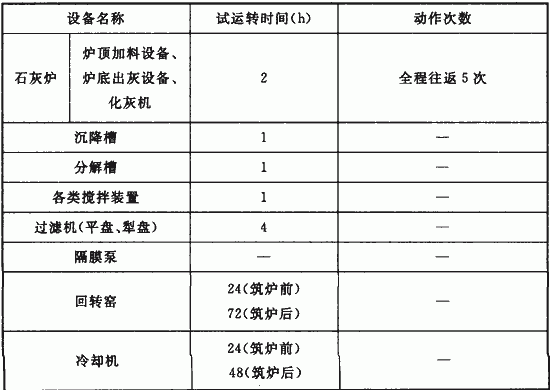 设备名称 试运转时间(h) 动作次数
石灰炉 炉顶加料设备、
炉底出灰设备、
化灰机 2 全程往返5次
沉降槽 1 —
分解槽 1 —
各类搅拌装置 1 —
过滤机(平盘、犁盘) 4 —
隔膜泵 — —
回转窑 24(筑炉前)
72(筑炉后) —
冷却机 24(筑炉前)
48(筑炉后) —